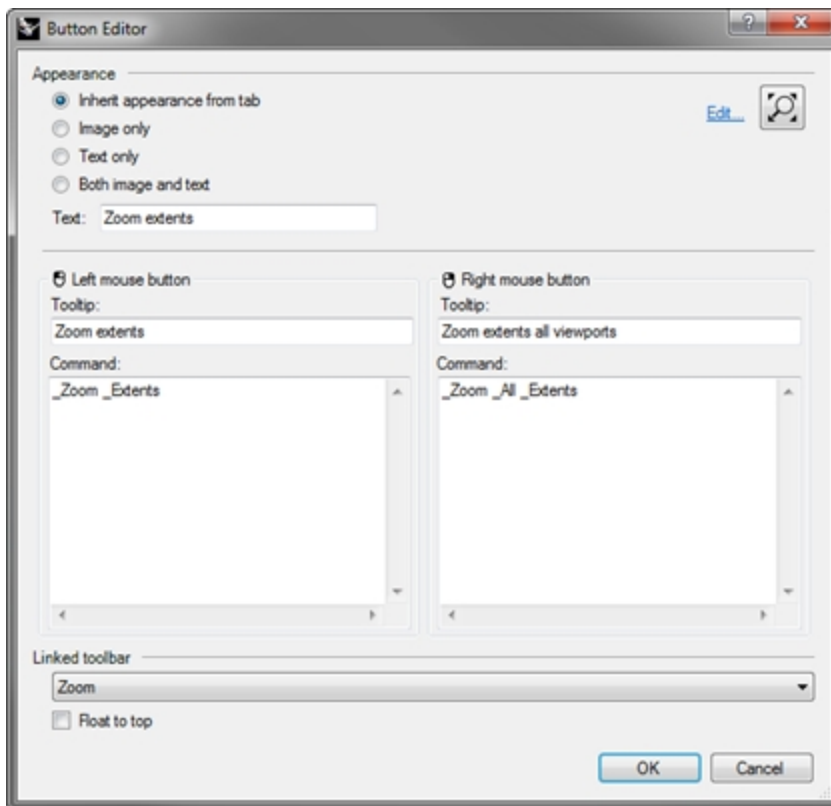 Button Editor
Appearance
Inherit appearance from tab
Image only
Text only
Both image and text
Edit...
Text: Zoom extents
Left mouse button
Tooltip:
Zoom extents
Command:
_Zoom _Extents
Right mouse button
Tooltip:
Zoom extents all viewports
Command:
_Zoom _All _Extents
Linked toolbar
Zoom
Float to top
OK Cancel